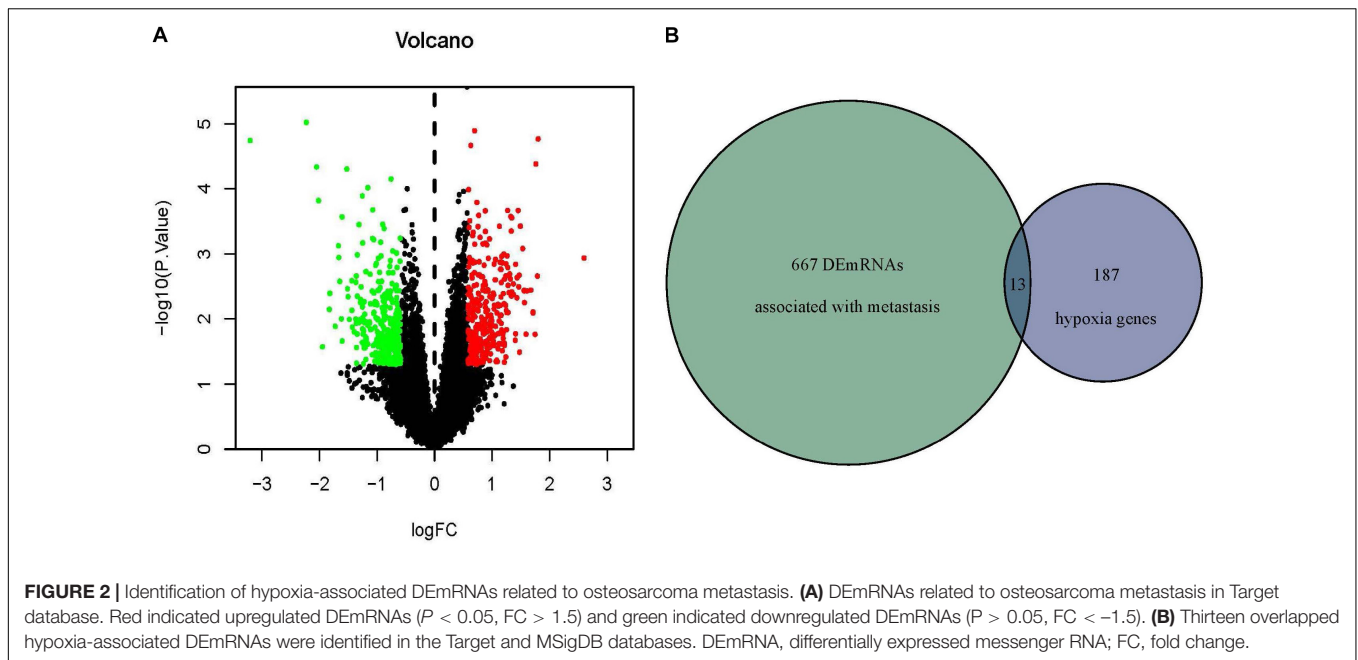 A
Volcano
−log10(P.Value)
5
4
3
2
1
0
−3 −2 −1 0 1 2 3
logFC
B
667 DEmRNAs
associated with metastasis
13
187
hypoxia genes
FIGURE 2 | Identification of hypoxia-associated DEmRNAs related to osteosarcoma metastasis. (A) DEmRNAs related to osteosarcoma metastasis in Target
database. Red indicated upregulated DEmRNAs (P < 0.05, FC > 1.5) and green indicated downregulated DEmRNAs (P > 0.05, FC < −1.5). (B) Thirteen overlapped
hypoxia-associated DEmRNAs were identified in the Target and MSigDB databases. DEmRNA, differentially expressed messenger RNA; FC, fold change.